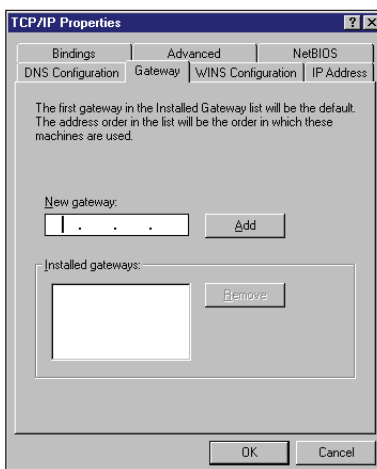 TCP/IP Properties
Bindings Advanced NetBIOS
DNS Configuration Gateway WINS Configuration IP Address
The first gateway in the Installed Gateway list will be the default.
The address order in the list will be the order in which these
machines are used.
New gateway:
. . . Add
Installed gateways:
Remove
OK Cancel